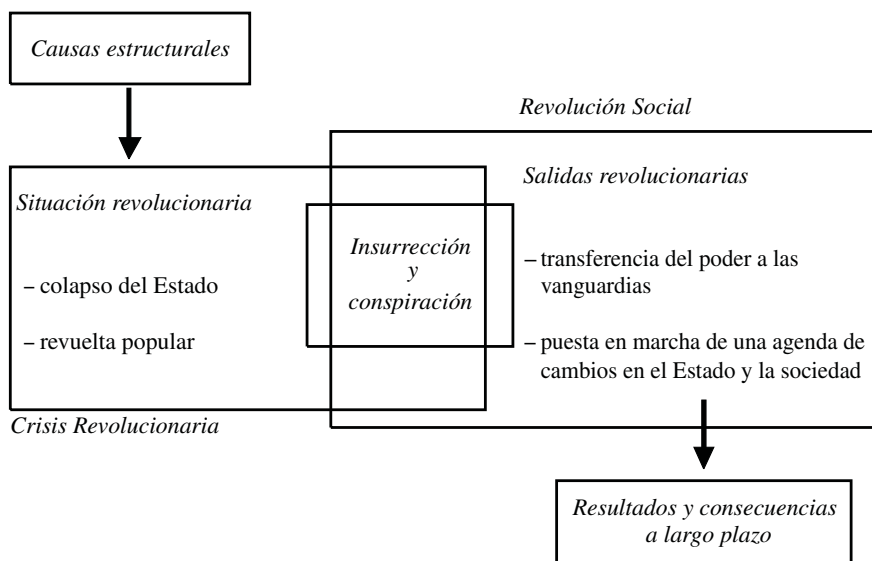 Causas estructurales
Revolución Social
Situación revolucionaria
– colapso del Estado
– revuelta popular
Crisis Revolucionaria
Insurrección
y
conspiración
Salidas revolucionarias
– transferencia del poder a las
vanguardias
– puesta en marcha de una agenda de
cambios en el Estado y la sociedad
Resultados y consecuencias
a largo plazo